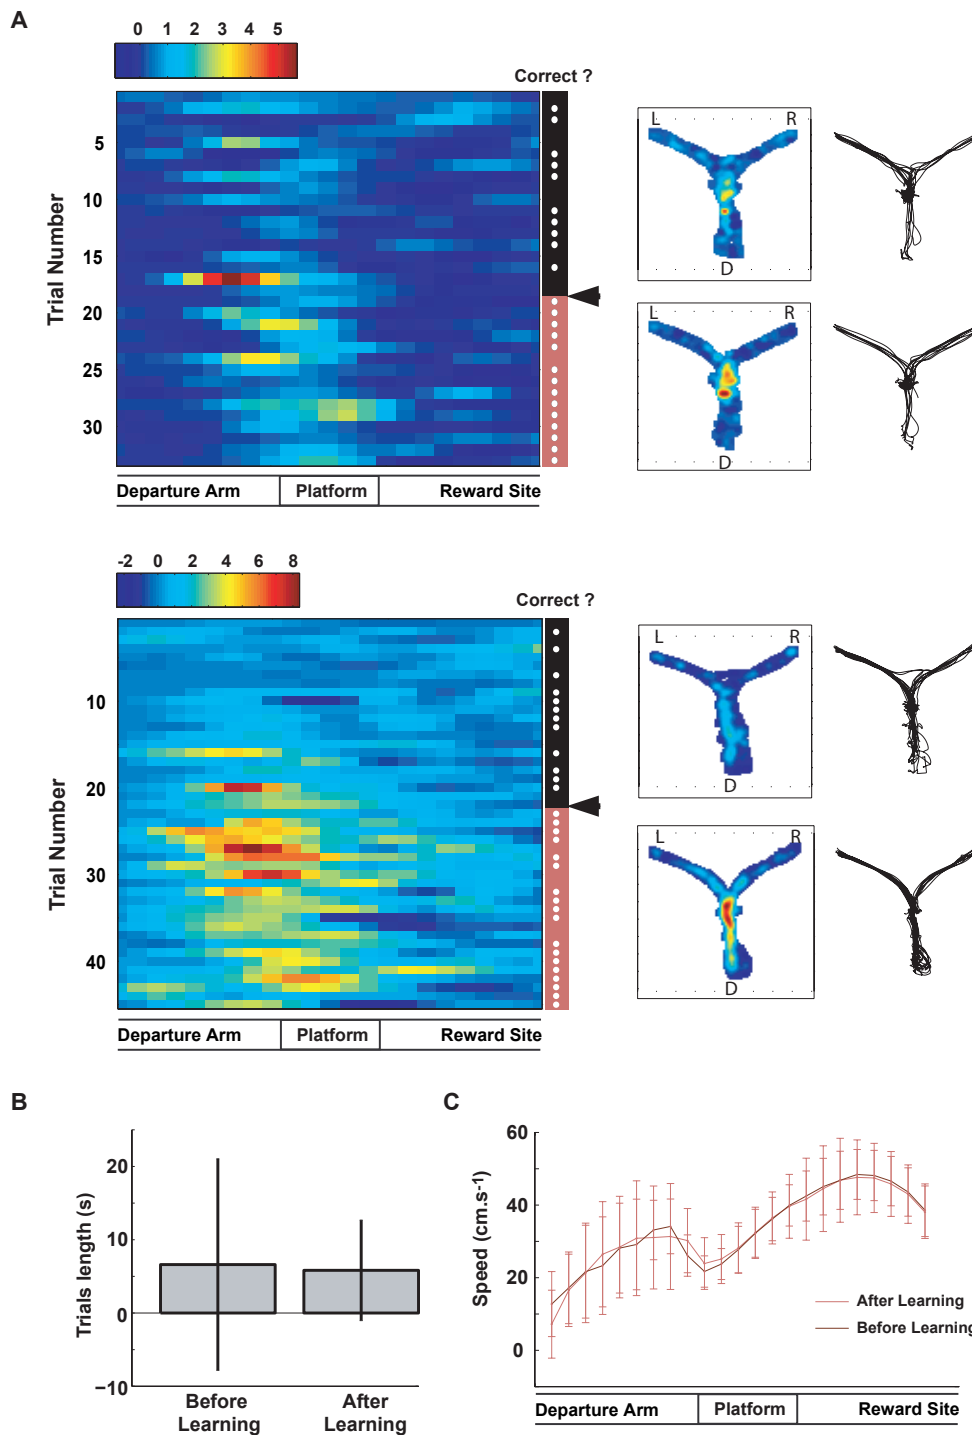 A
0 1 2 3 4 5
Correct ?
Trial Number
5
10
15
20
25
30
Departure Arm Platform Reward Site
L R
D
L R
D
-2 0 2 4 6 8
Correct ?
Trial Number
10
20
30
40
Departure Arm Platform Reward Site
L R
D
L R
D
B
Trials length (s)
20
10
0
−10
Before Learning
After Learning
C
Speed (cm.s-1)
60
40
20
0
After Learning
Before Learning
Departure Arm Platform Reward Site